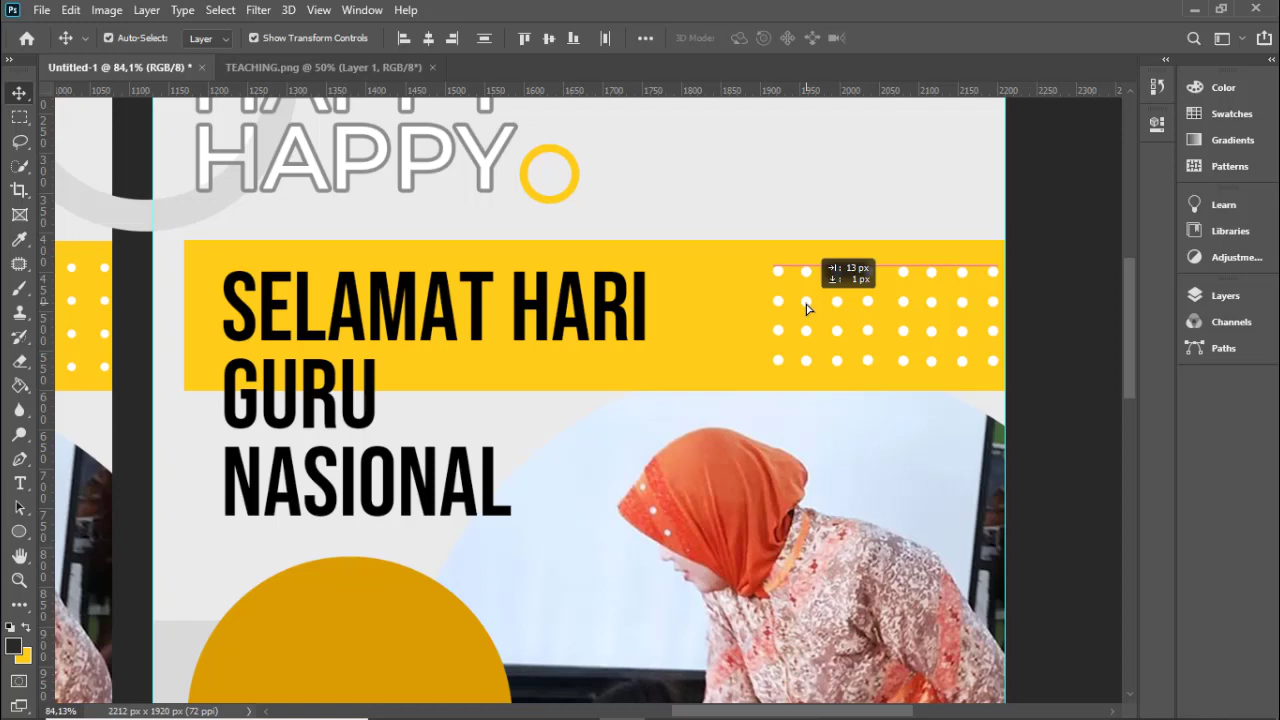 Ps File Edit Image Layer Type Select Filter 3D View Window Help
Auto-Select: Layer Show Transform Controls 3D Mode:
Untitled-1 @ 84,1% (RGB/8) * × TEACHING.png @ 50% (Layer 1, RGB/8*) ×
1000 1050 1100 1150 1200 1250 1300 1350 1400 1450 1500 1550 1600 1650 1700 1750 1800 1850 1900 1950 2000 2050 2100 2150 2200 2250 2300
HAPPY
HAPPY
SELAMAT HARI
GURU
NASIONAL
13 px
1 px
Color
Swatches
Gradients
Patterns
Learn
Libraries
Adjustme...
Layers
Channels
Paths
84,13% 2212 px x 1920 px (72 ppi)